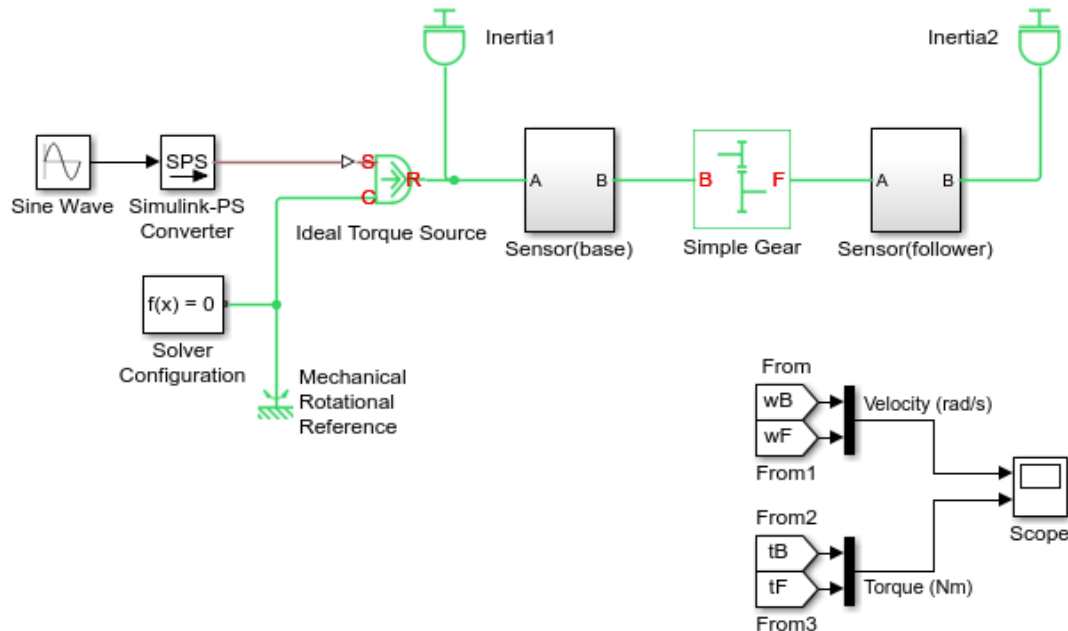 Inertia1
Inertia2
SPS
S
R
C
A
B
B
F
A
B
Sine Wave
Simulink-PS
Converter
Ideal Torque Source
Sensor(base)
Simple Gear
Sensor(follower)
f(x) = 0
Solver
Configuration
Mechanical
Rotational
Reference
From
wB
Velocity (rad/s)
wF
From1
From2
Scope
tB
tF
Torque (Nm)
From3